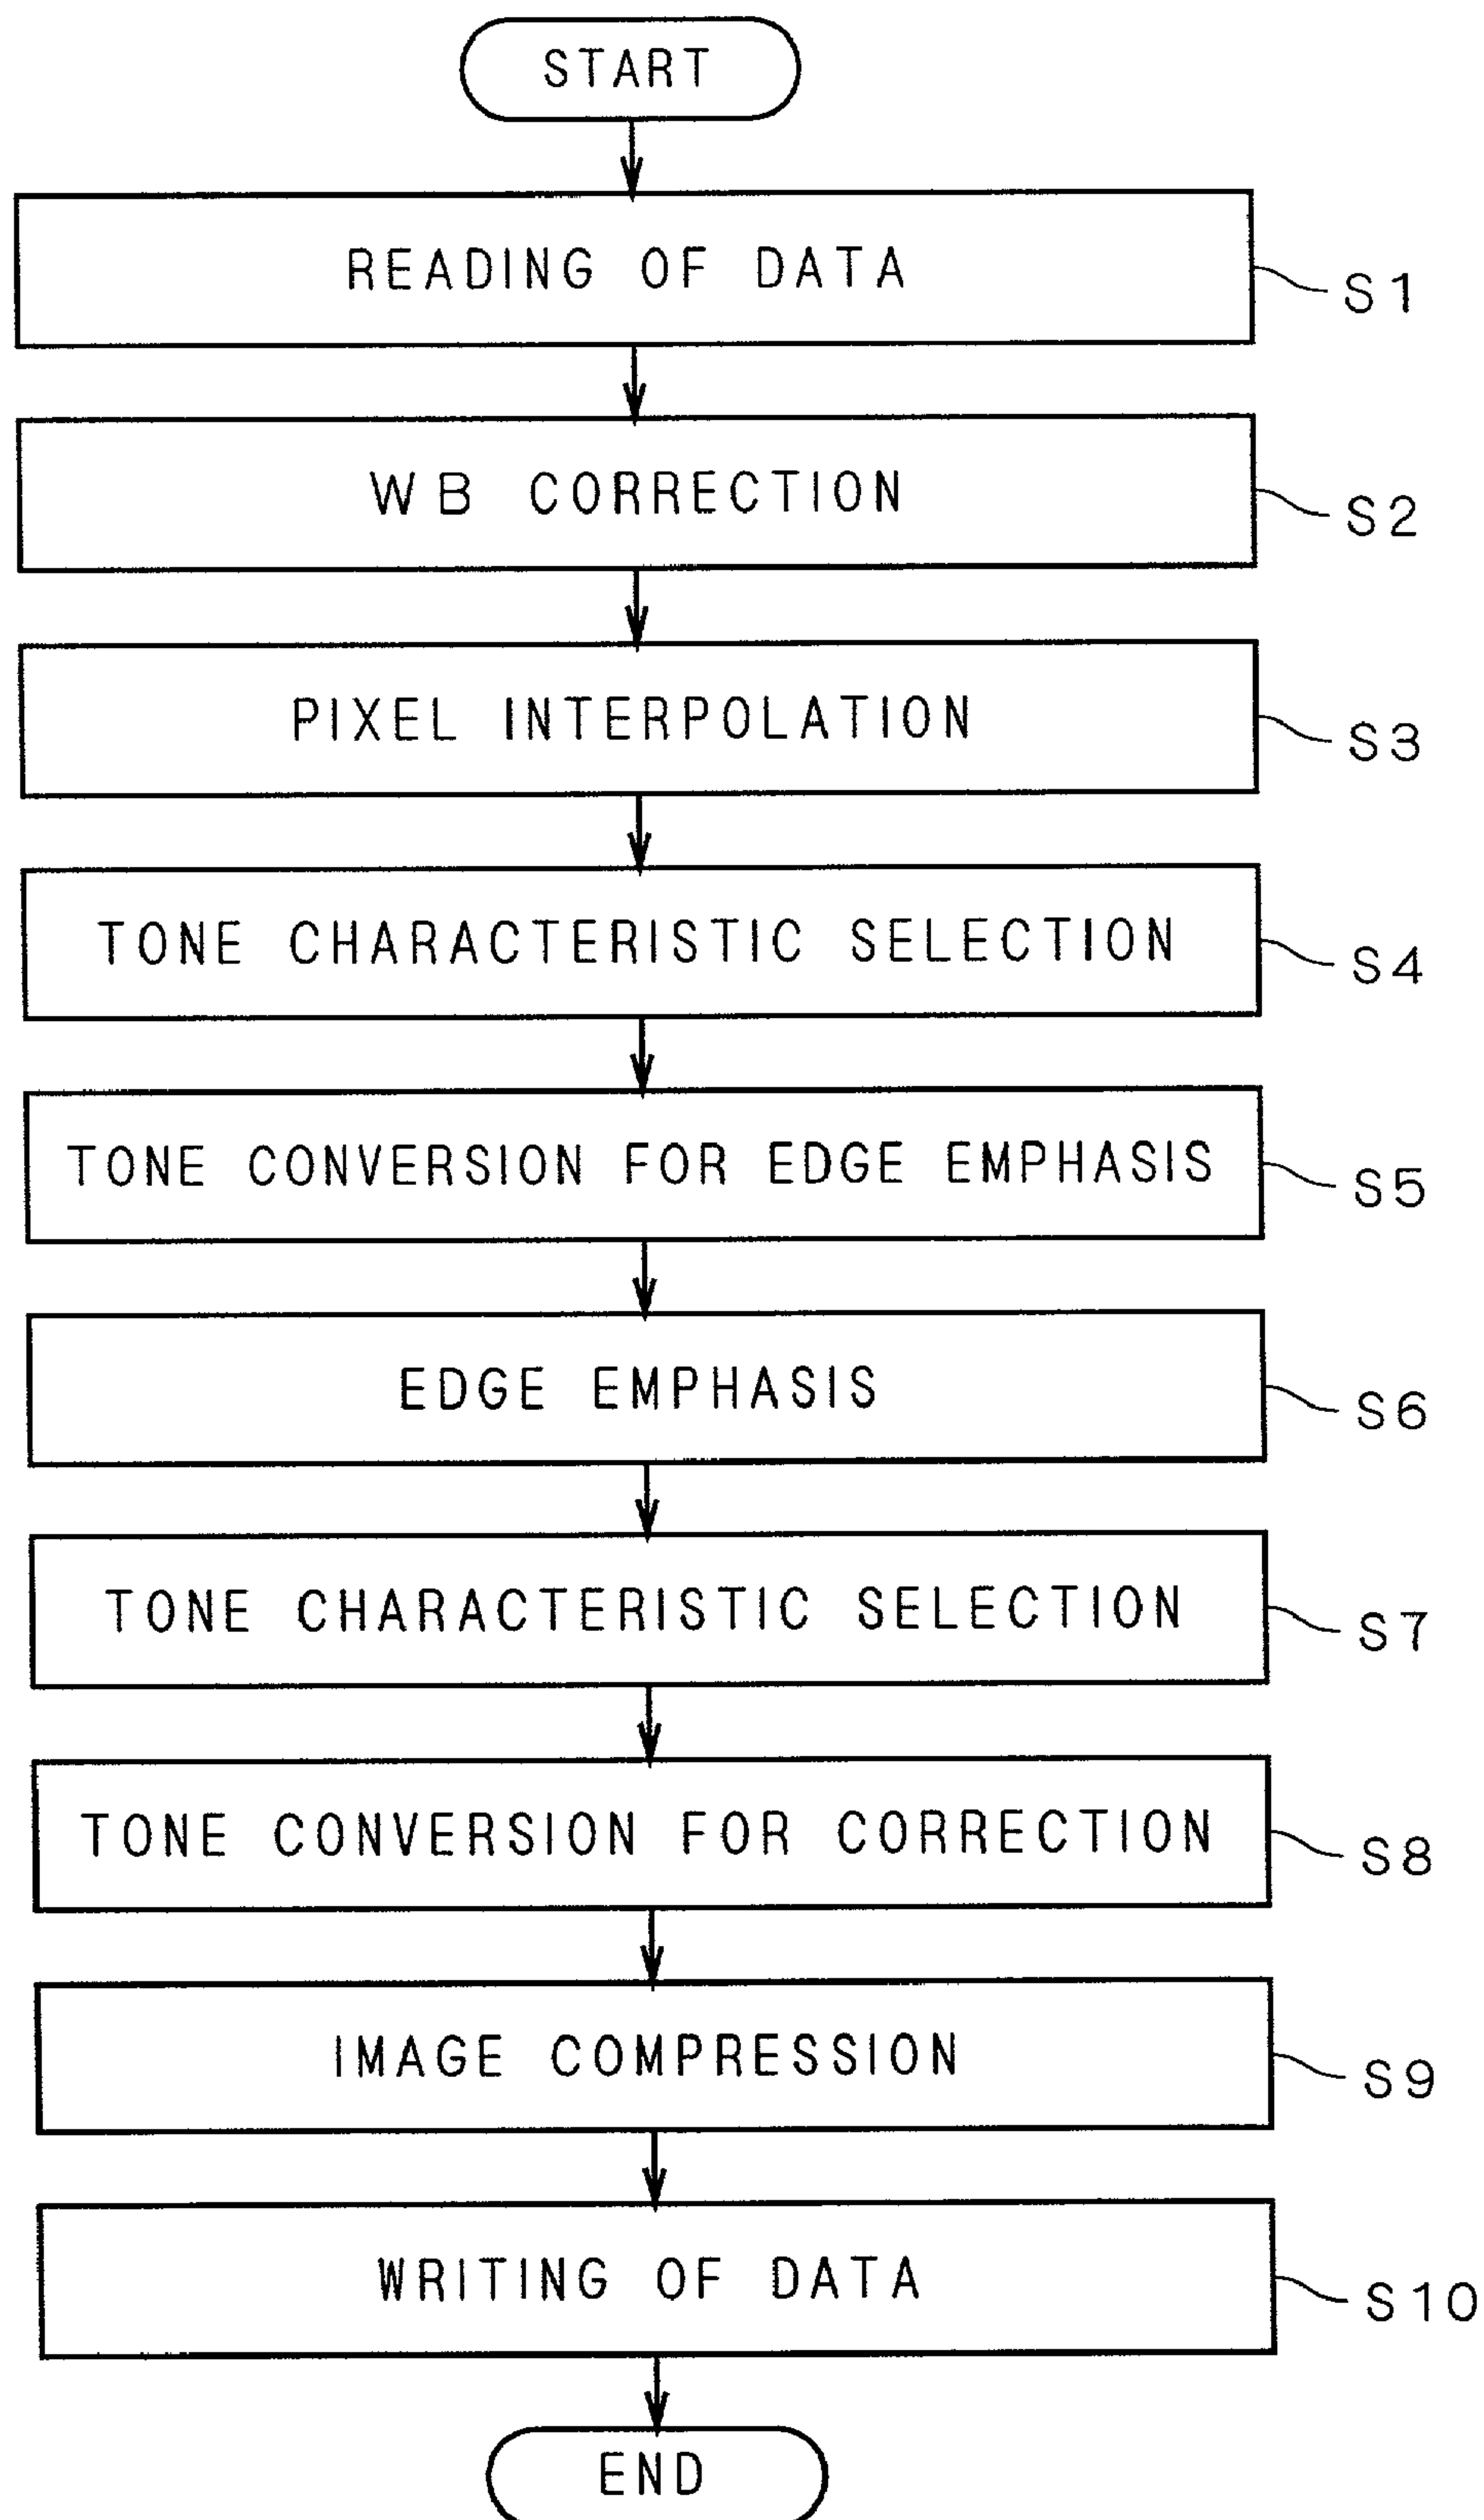 START
READING OF DATA
S1
WB CORRECTION
S2
PIXEL INTERPOLATION
S3
TONE CHARACTERISTIC SELECTION
S4
TONE CONVERSION FOR EDGE EMPHASIS
S5
EDGE EMPHASIS
S6
TONE CHARACTERISTIC SELECTION
S7
TONE CONVERSION FOR CORRECTION
S8
IMAGE COMPRESSION
S9
WRITING OF DATA
S10
END